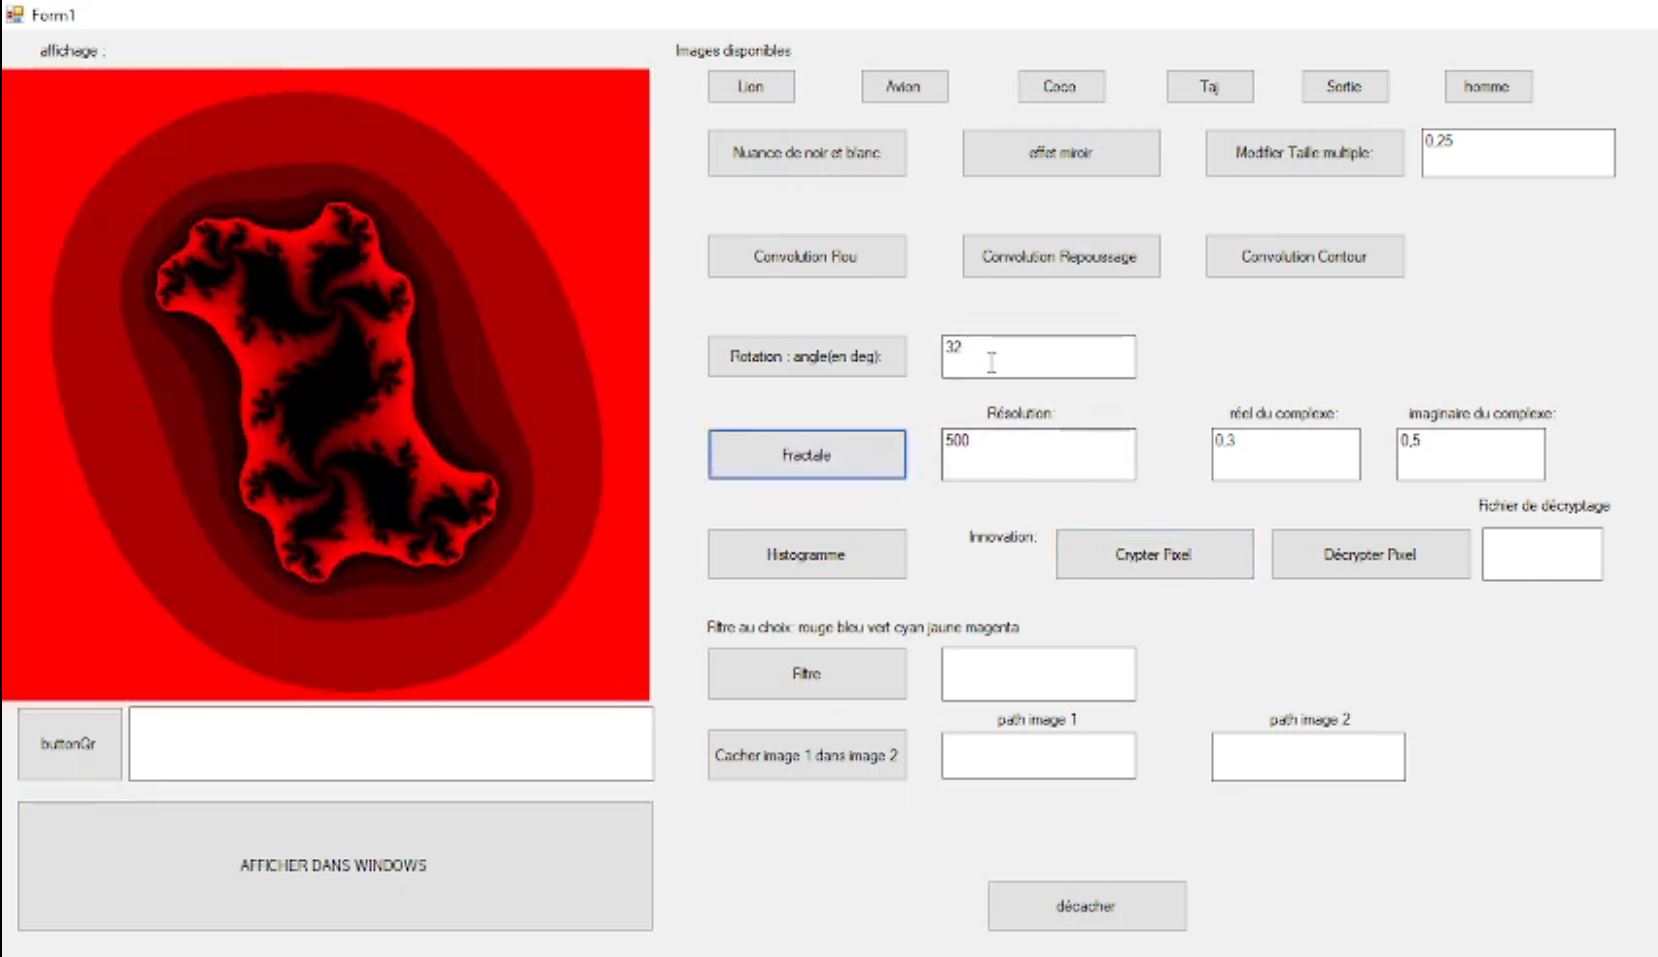 Form1
affichage :
Images disponibles
Lion Avion Coco Taj Sortie homme
Nuance de noir et blanc effet miroir Modifier Taille multiple: 0.25
Convolution Flou Convolution Repoussage Convolution Contour
Rotation : angle(en deg): 32
Résolution: réel du complexe: imaginaire du complexe:
Fractale 500 0,3 0,5
Fichier de décryptage
Histogramme Innovation: Crypter Pixel Décrypter Pixel
Filtre au choix: rouge bleu vert cyan jaune magenta
Filtre
path image 1 path image 2
buttonQr
Cacher image 1 dans image 2
AFFICHER DANS WINDOWS
décacher